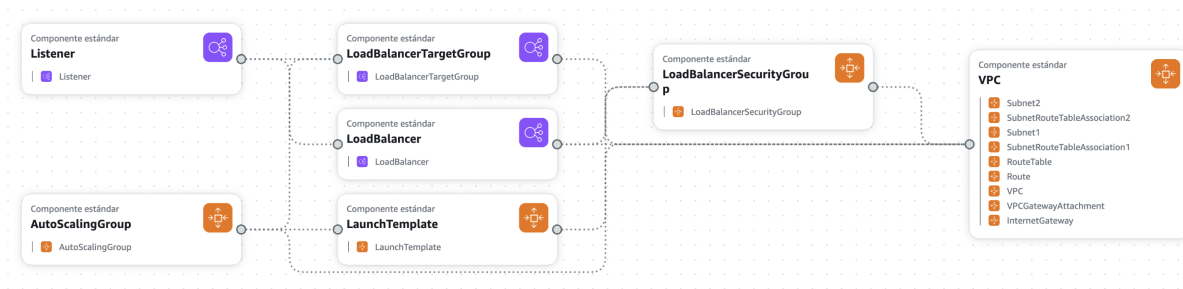 Componente estándar
Listener
Listener
Componente estándar
AutoScalingGroup
AutoScalingGroup
Componente estándar
LoadBalancerTargetGroup
LoadBalancerTargetGroup
Componente estándar
LoadBalancer
LoadBalancer
Componente estándar
LaunchTemplate
LaunchTemplate
Componente estándar
LoadBalancerSecurityGrou
p
LoadBalancerSecurityGroup
Componente estándar
VPC
Subnet2
SubnetRouteTableAssociation2
Subnet1
SubnetRouteTableAssociation1
RouteTable
Route
VPC
VPCGatewayAttachment
InternetGateway